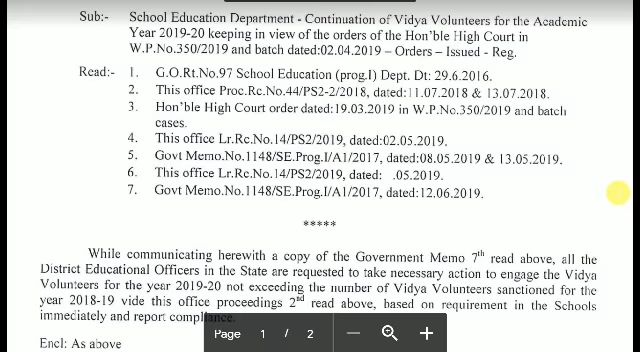 Sub:- School Education Department - Continuation of Vidya Volunteers for the Academic
Year 2019-20 keeping in view of the orders of the Hon'ble High Court in
W.P.No.350/2019 and batch dated:02.04.2019 – Orders – Issued - Reg.
Read:- 1. G.O.Rt.No.97 School Education (prog.I) Dept. Dt: 29.6.2016.
2. This office Proc.Rc.No.44/PS2-2/2018, dated:11.07.2018 & 13.07.2018.
3. Hon'ble High Court order dated:19.03.2019 in W.P.No.350/2019 and batch
cases.
4. This office Lr.Rc.No.14/PS2/2019, dated:02.05.2019.
5. Govt Memo.No.1148/SE.Prog.I/A1/2017, dated:08.05.2019 & 13.05.2019.
6. This office Lr.Rc.No.14/PS2/2019, dated: .05.2019.
7. Govt Memo.No.1148/SE.Prog.I/A1/2017, dated:12.06.2019.
*****
While communicating herewith a copy of the Government Memo 7th read above, all the
District Educational Officers in the State are requested to take necessary action to engage the Vidya
Volunteers for the year 2019-20 not exceeding the number of Vidya Volunteers sanctioned for the
year 2018-19 vide this office proceedings 2nd read above, based on requirement in the Schools
immediately and report compliance.
Page 1 / 2 — +
Encl: As above